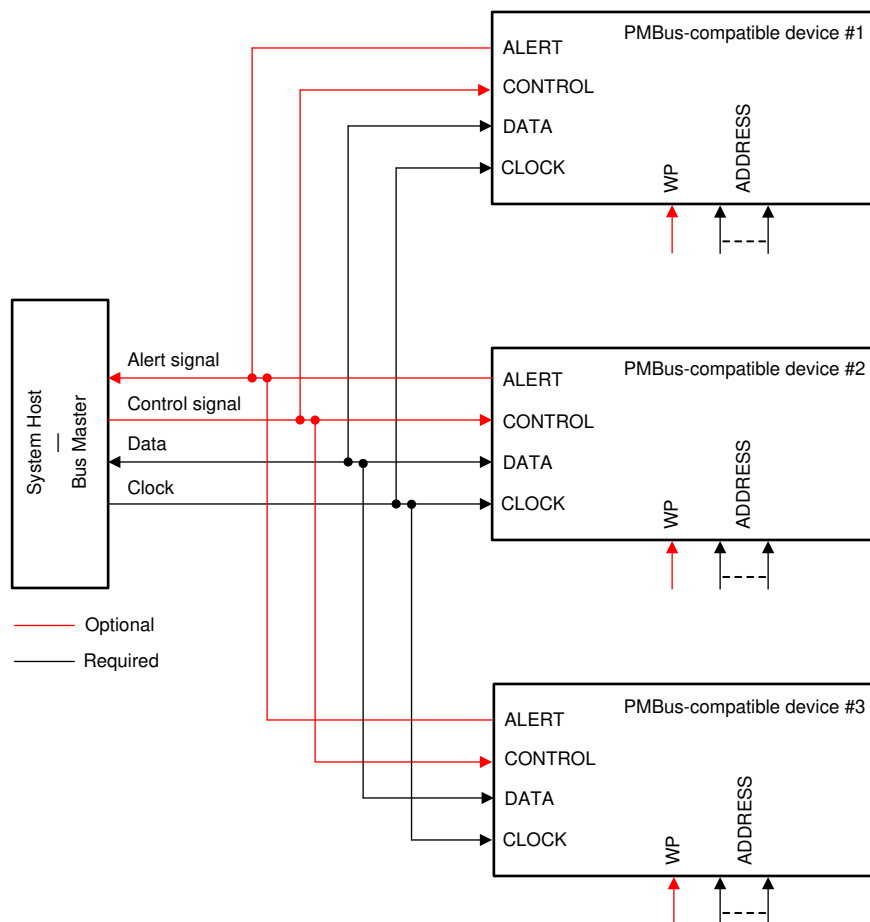 PMBus-compatible device #1
ALERT
CONTROL
DATA
CLOCK
WP
ADDRESS
System Host
—
Bus Master
Alert signal
Control signal
Data
Clock
PMBus-compatible device #2
ALERT
CONTROL
DATA
CLOCK
WP
ADDRESS
Optional
Required
PMBus-compatible device #3
ALERT
CONTROL
DATA
CLOCK
WP
ADDRESS